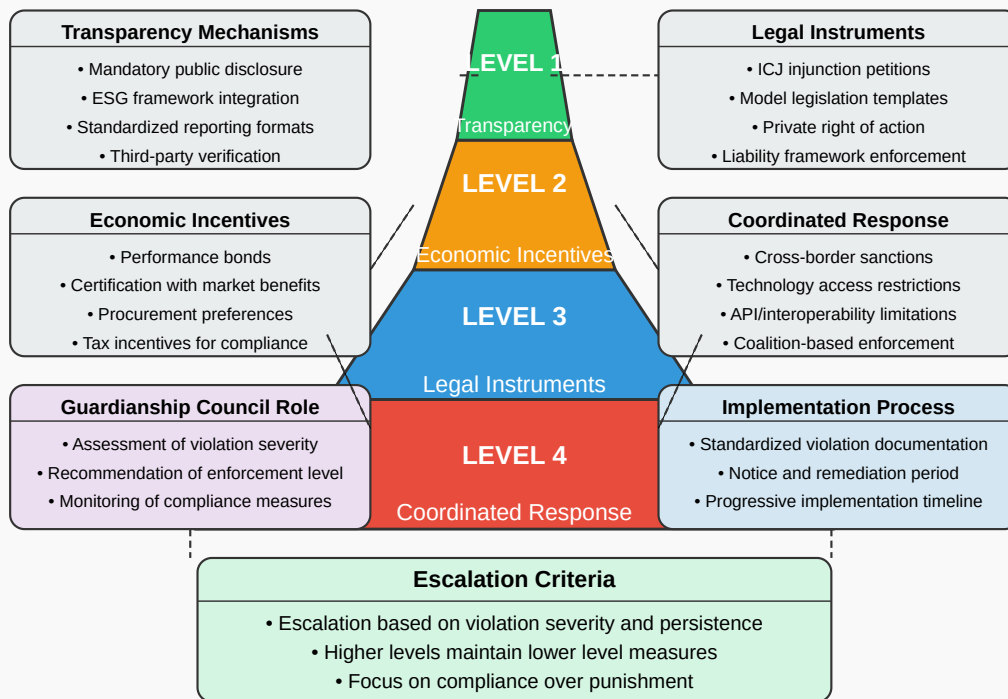 Transparency Mechanisms
• Mandatory public disclosure
• ESG framework integration
• Standardized reporting formats
• Third-party verification
LEVEL 1
Transparency
Legal Instruments
• ICJ injunction petitions
• Model legislation templates
• Private right of action
• Liability framework enforcement
Economic Incentives
• Performance bonds
• Certification with market benefits
• Procurement preferences
• Tax incentives for compliance
LEVEL 2
Economic Incentives
LEVEL 3
Legal Instruments
Coordinated Response
• Cross-border sanctions
• Technology access restrictions
• API/interoperability limitations
• Coalition-based enforcement
Guardianship Council Role
• Assessment of violation severity
• Recommendation of enforcement level
• Monitoring of compliance measures
LEVEL 4
Coordinated Response
Implementation Process
• Standardized violation documentation
• Notice and remediation period
• Progressive implementation timeline
Escalation Criteria
• Escalation based on violation severity and persistence
• Higher levels maintain lower level measures
• Focus on compliance over punishment